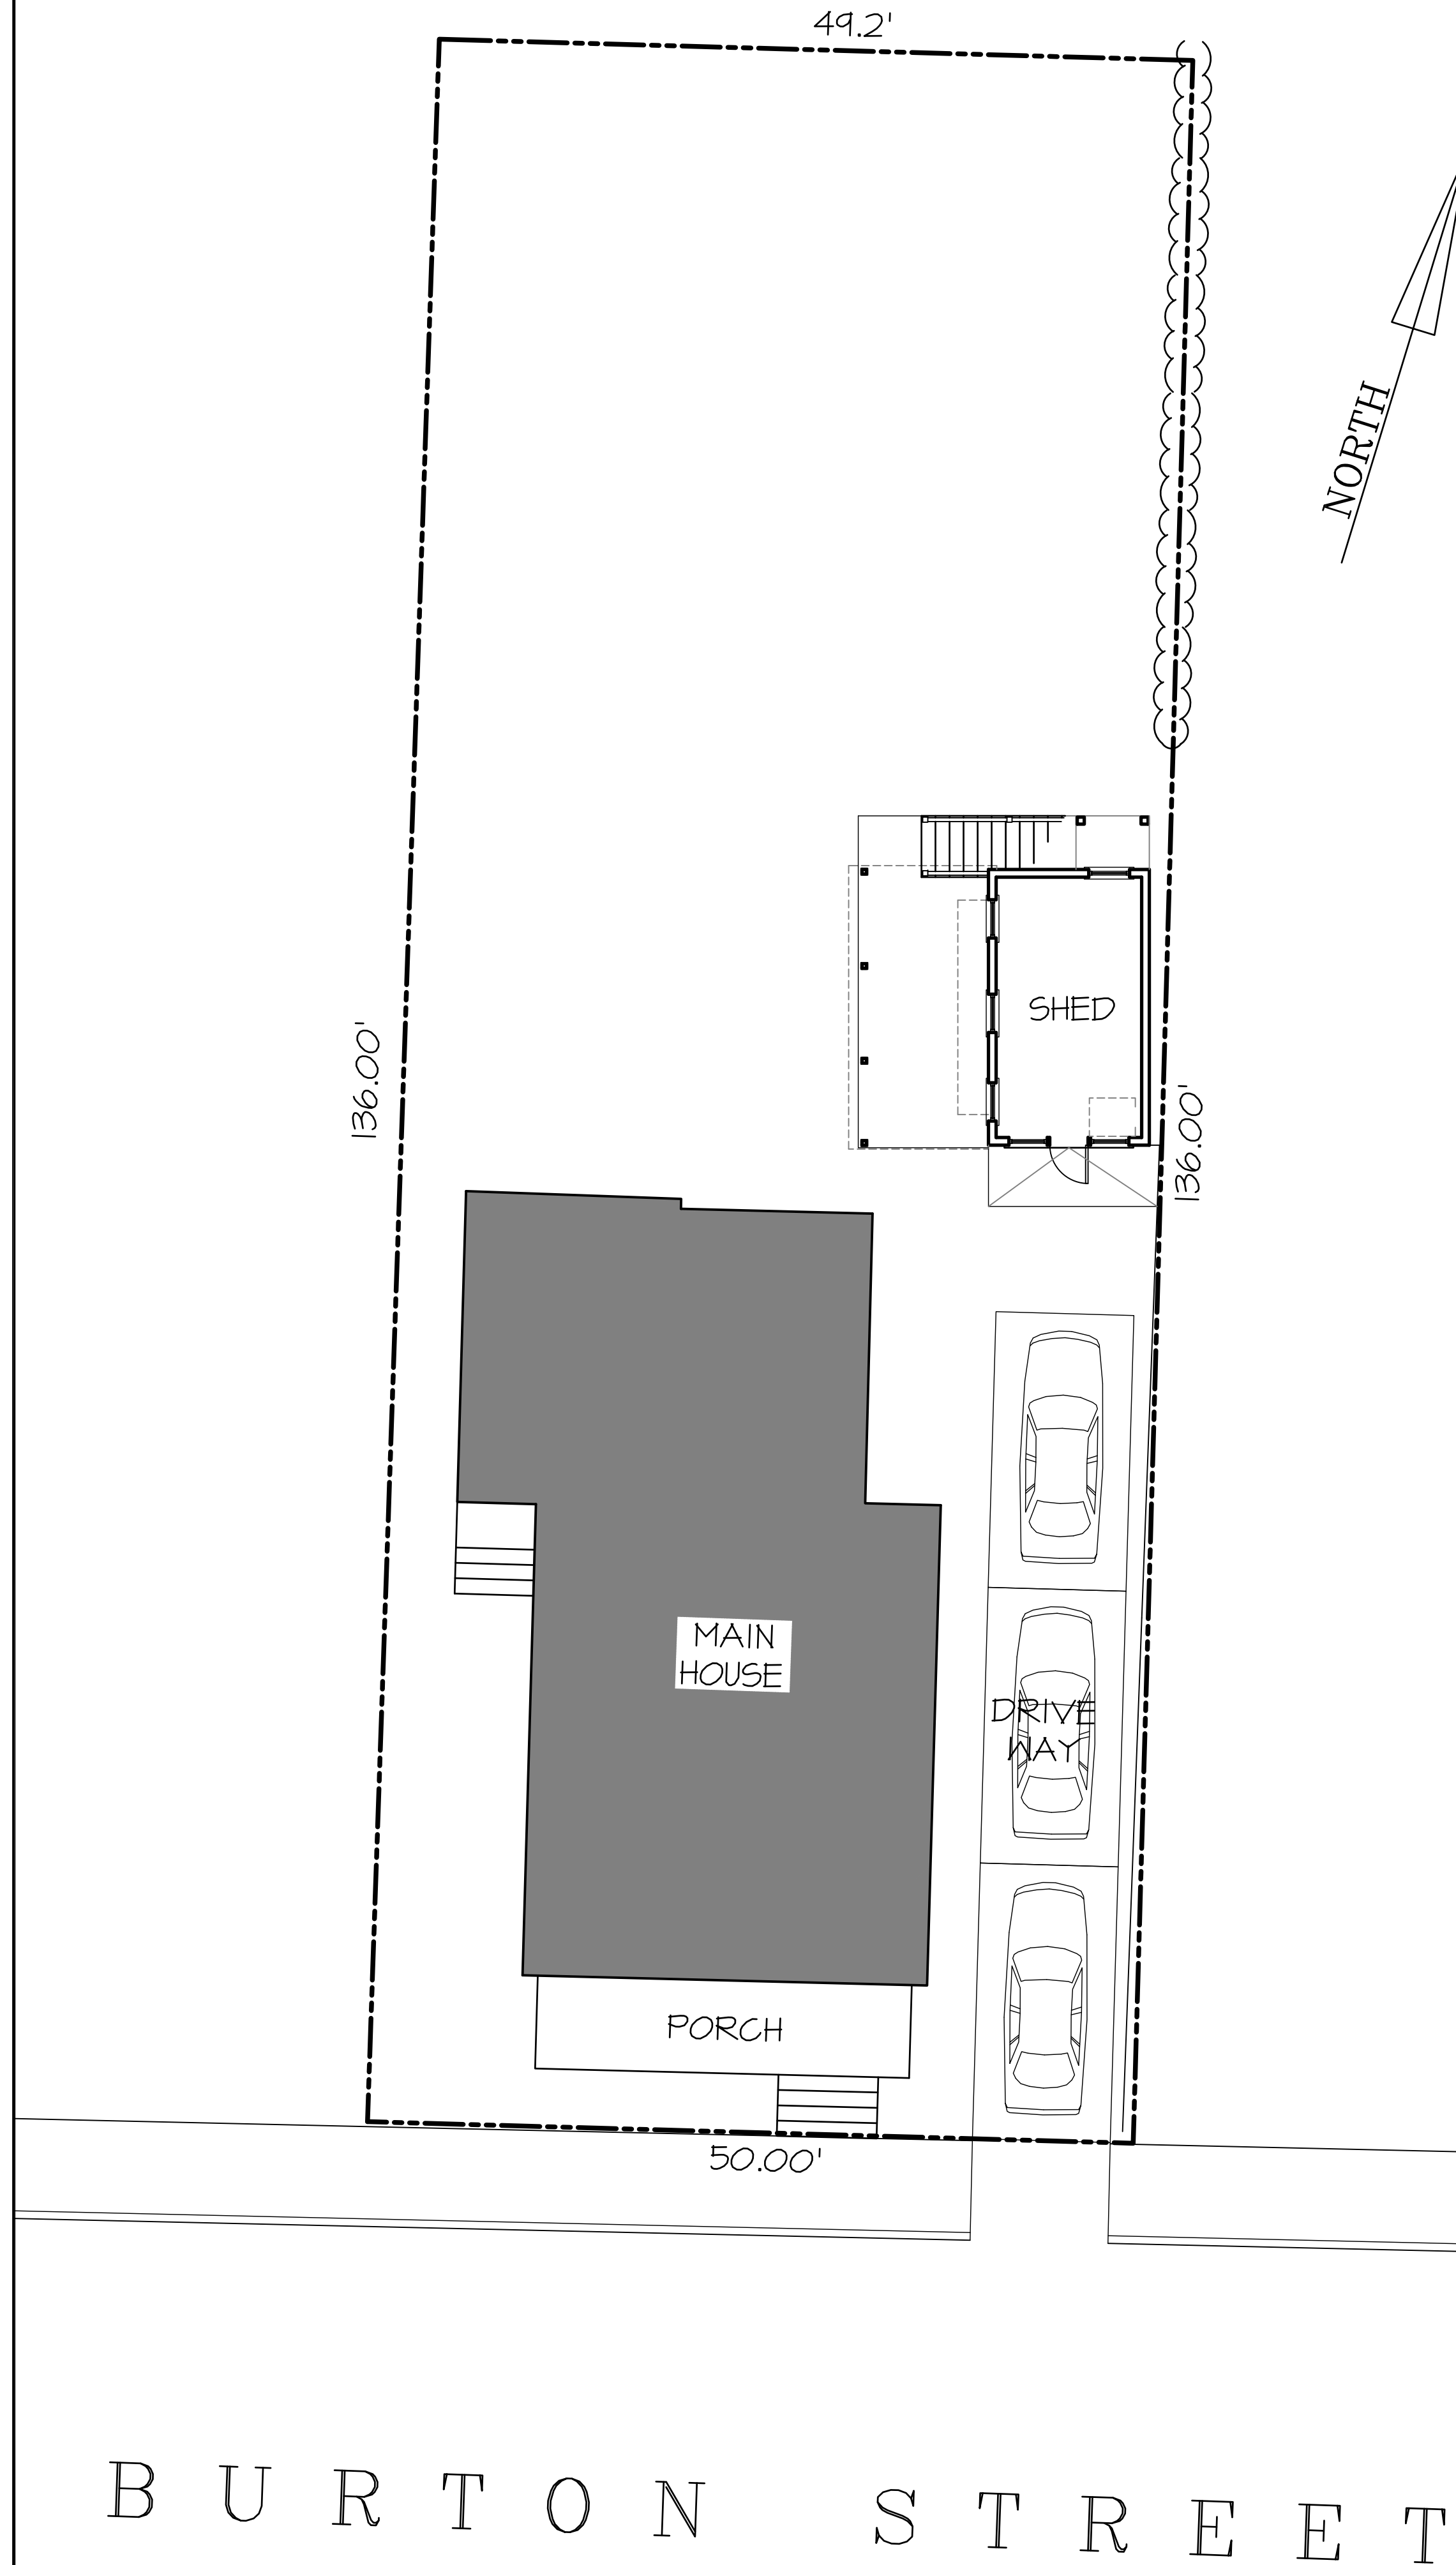 49.2'
NORTH
SHED
136.00'
136.00'
MAIN
HOUSE
DRIVE
WAY
PORCH
50.00'
BURTON STREET